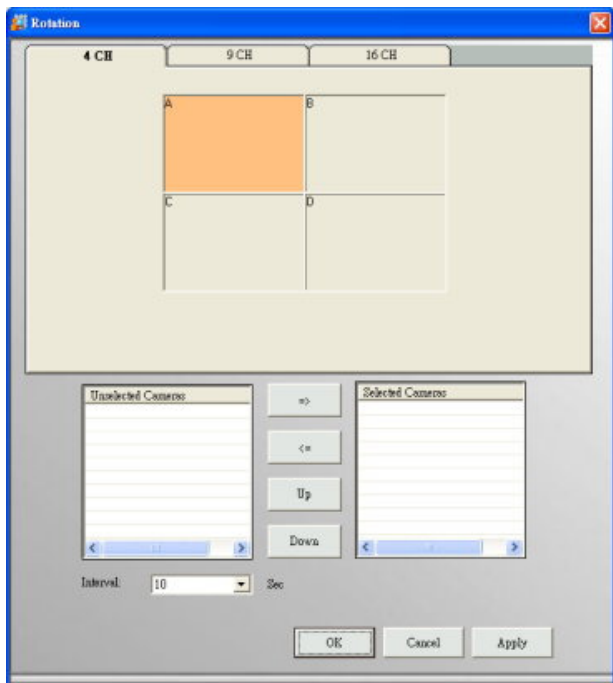 Rotation
4 CH 9 CH 16 CH
A B
C D
Unselected Cameras
Selected Cameras
=>
<=
Up
Down
Interval: 10 Sec
OK Cancel Apply